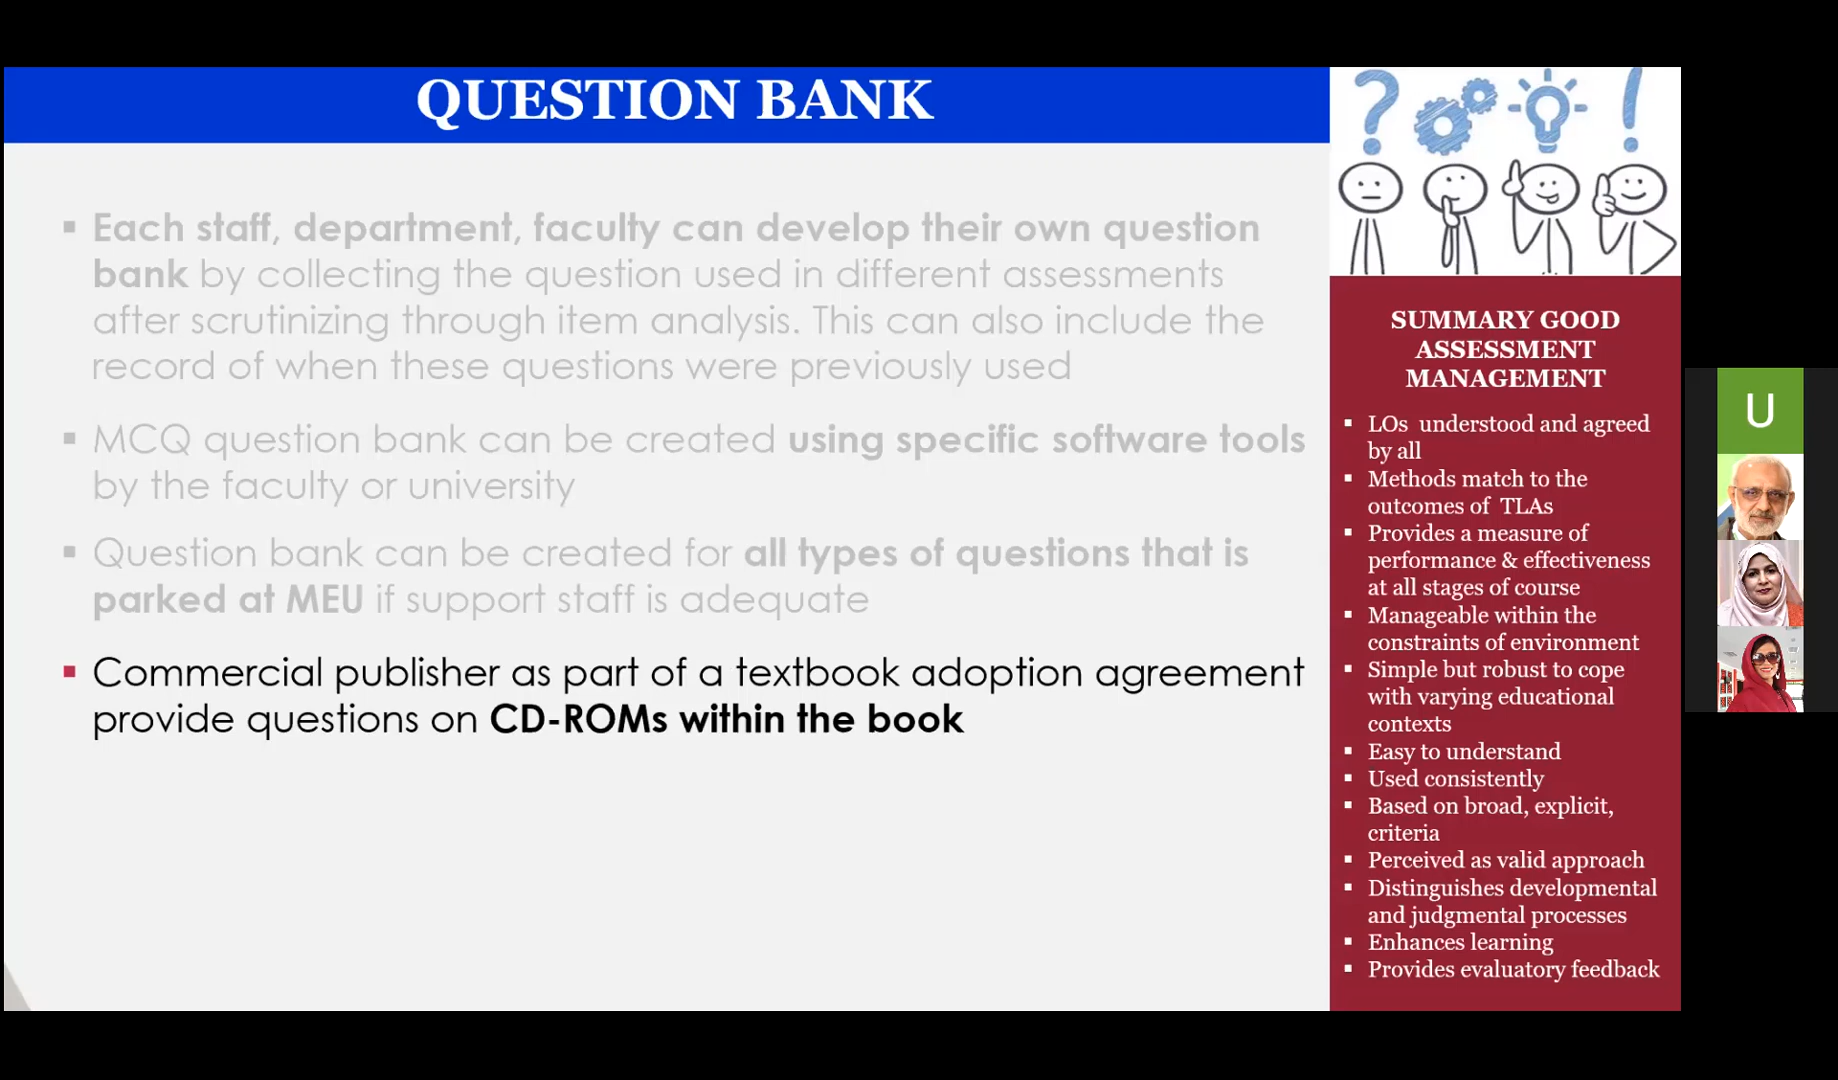 QUESTION BANK
▪ Each staff, department, faculty can develop their own question
bank by collecting the question used in different assessments
after scrutinizing through item analysis. This can also include the
record of when these questions were previously used
▪ MCQ question bank can be created using specific software tools
by the faculty or university
▪ Question bank can be created for all types of questions that is
parked at MEU if support staff is adequate
▪ Commercial publisher as part of a textbook adoption agreement
provide questions on CD-ROMs within the book
SUMMARY GOOD
ASSESSMENT
MANAGEMENT
▪ LOs understood and agreed
by all
▪ Methods match to the
outcomes of TLAs
▪ Provides a measure of
performance & effectiveness
at all stages of course
▪ Manageable within the
constraints of environment
▪ Simple but robust to cope
with varying educational
contexts
▪ Easy to understand
▪ Used consistently
▪ Based on broad, explicit,
criteria
▪ Perceived as valid approach
▪ Distinguishes developmental
and judgmental processes
▪ Enhances learning
▪ Provides evaluatory feedback
U